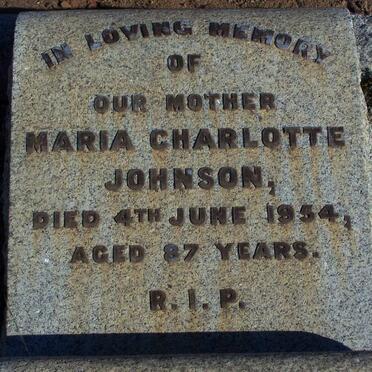 IN LOVING MEMORY
OF
OUR MOTHER
MARIA CHARLOTTE
JOHNSON,
DIED 4TH JUNE 1954,
AGED 87 YEARS.
R.I.P.